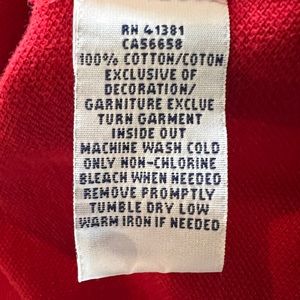 RN 41381
CA56658
100% COTTON/COTON
EXCLUSIVE OF
DECORATION/
GARNITURE EXCLUE
TURN GARMENT
INSIDE OUT
MACHINE WASH COLD
ONLY NON-CHLORINE
BLEACH WHEN NEEDED
REMOVE PROMPTLY
TUMBLE DRY LOW
WARM IRON IF NEEDED